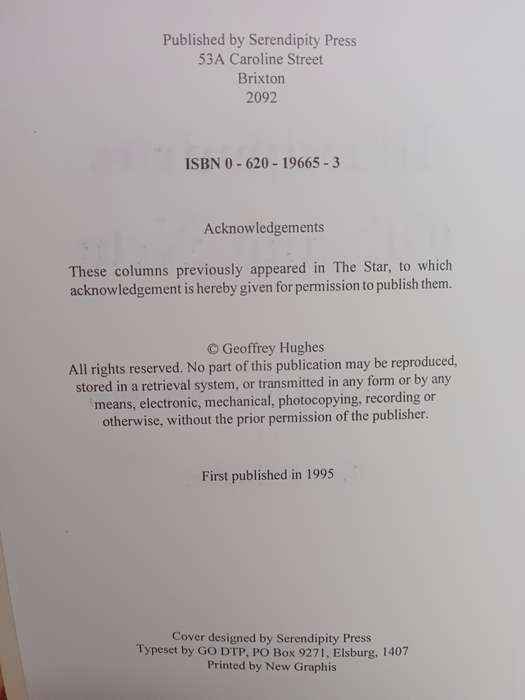 Published by Serendipity Press
53A Caroline Street
Brixton
2092
ISBN 0 - 620 - 19665 - 3
Acknowledgements
These columns previously appeared in The Star, to which
acknowledgement is hereby given for permission to publish them.
© Geoffrey Hughes
All rights reserved. No part of this publication may be reproduced,
stored in a retrieval system, or transmitted in any form or by any
means, electronic, mechanical, photocopying, recording or
otherwise, without the prior permission of the publisher.
First published in 1995
Cover designed by Serendipity Press
Typeset by GO DTP, PO Box 9271, Elsburg, 1407
Printed by New Graphis